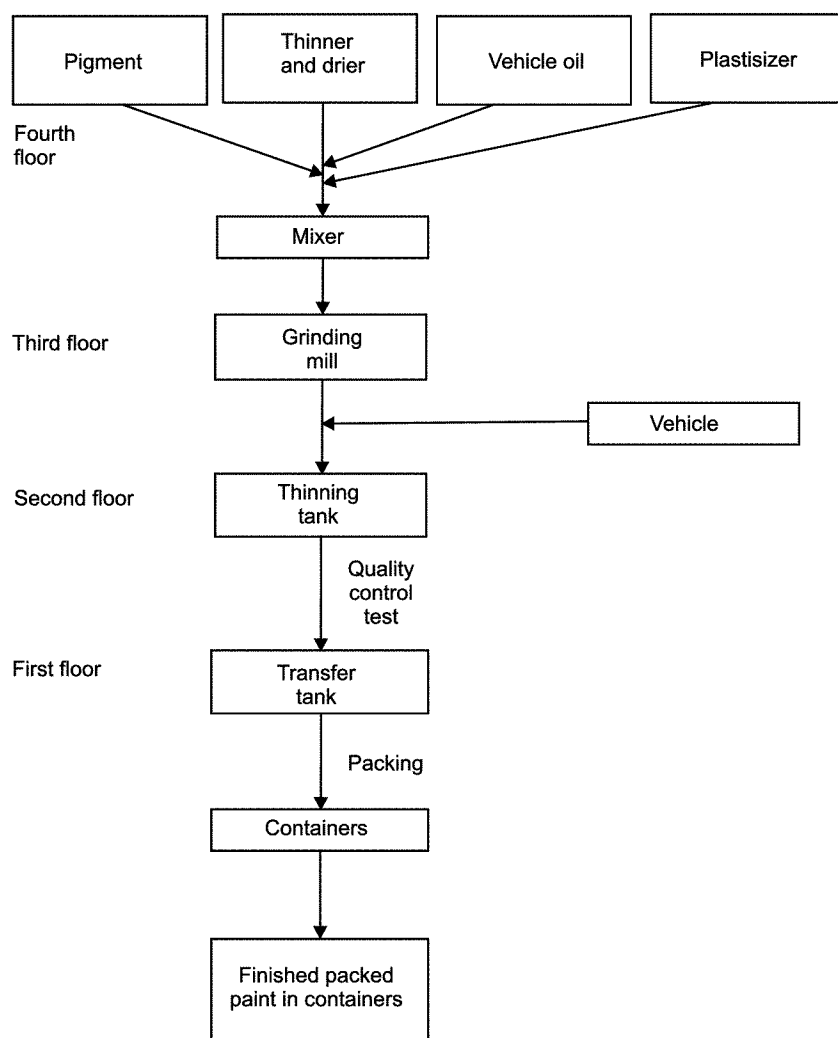 Pigment
Thinner
and drier
Vehicle oil
Plastisizer
Fourth
floor
Mixer
Third floor
Grinding
mill
Vehicle
Second floor
Thinning
tank
Quality
control
test
First floor
Transfer
tank
Packing
Containers
Finished packed
paint in containers